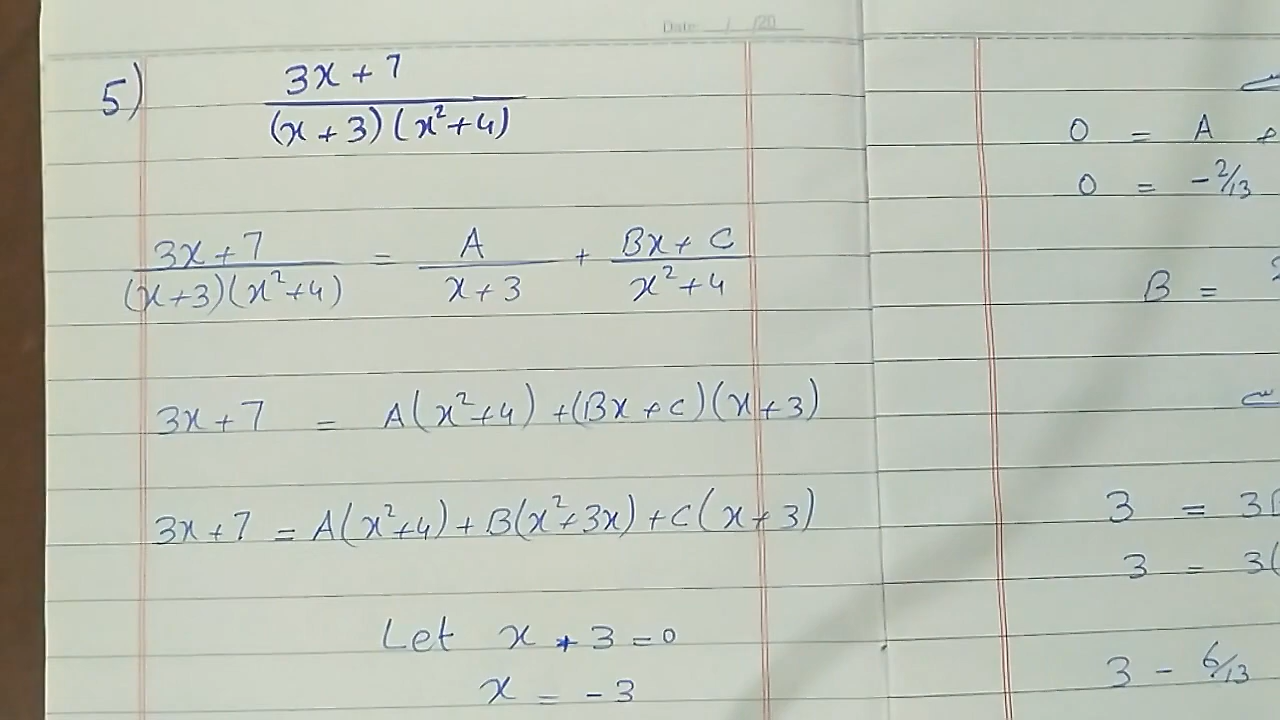 Date / /20
5) 3x + 7
(x + 3) (x² + 4)
3x + 7 / (x+3)(x²+4) = A / x + 3 + Bx + C / x² + 4
3x + 7 = A(x²+4) + (Bx + C)(x + 3)
3x + 7 = A(x²+4) + B(x²+3x) + C(x + 3)
Let x + 3 = 0
x = -3
0 = A +
0 = -2/13
B =
3 = 3B
3 = 3(
3 - 6/13